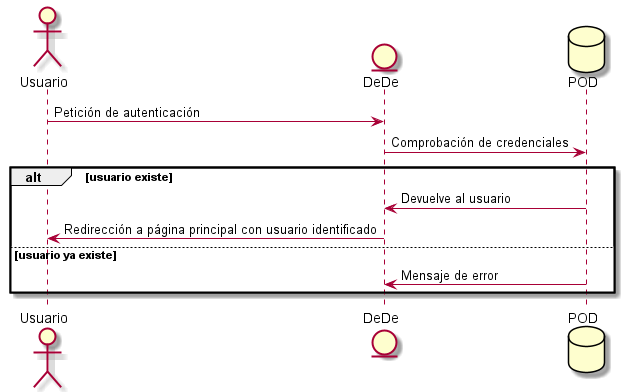 Usuario
DeDe
POD
Petición de autenticación
Comprobación de credenciales
alt [usuario existe]
Devuelve al usuario
Redirección a página principal con usuario identificado
[usuario ya existe]
Mensaje de error
Usuario
DeDe
POD